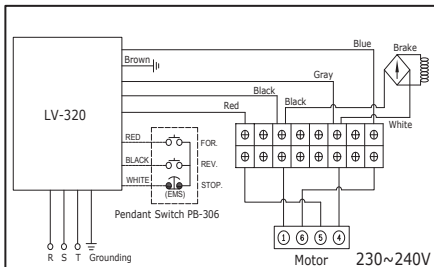 Blue
Brake
Brown
Gray
Black
Black
Red
LV-320
White
RED
FOR.
BLACK
REV.
WHITE
STOP.
(EMS)
Pendant Switch PB-306
1 6 5 4
R S T Grounding
Motor 230~240V